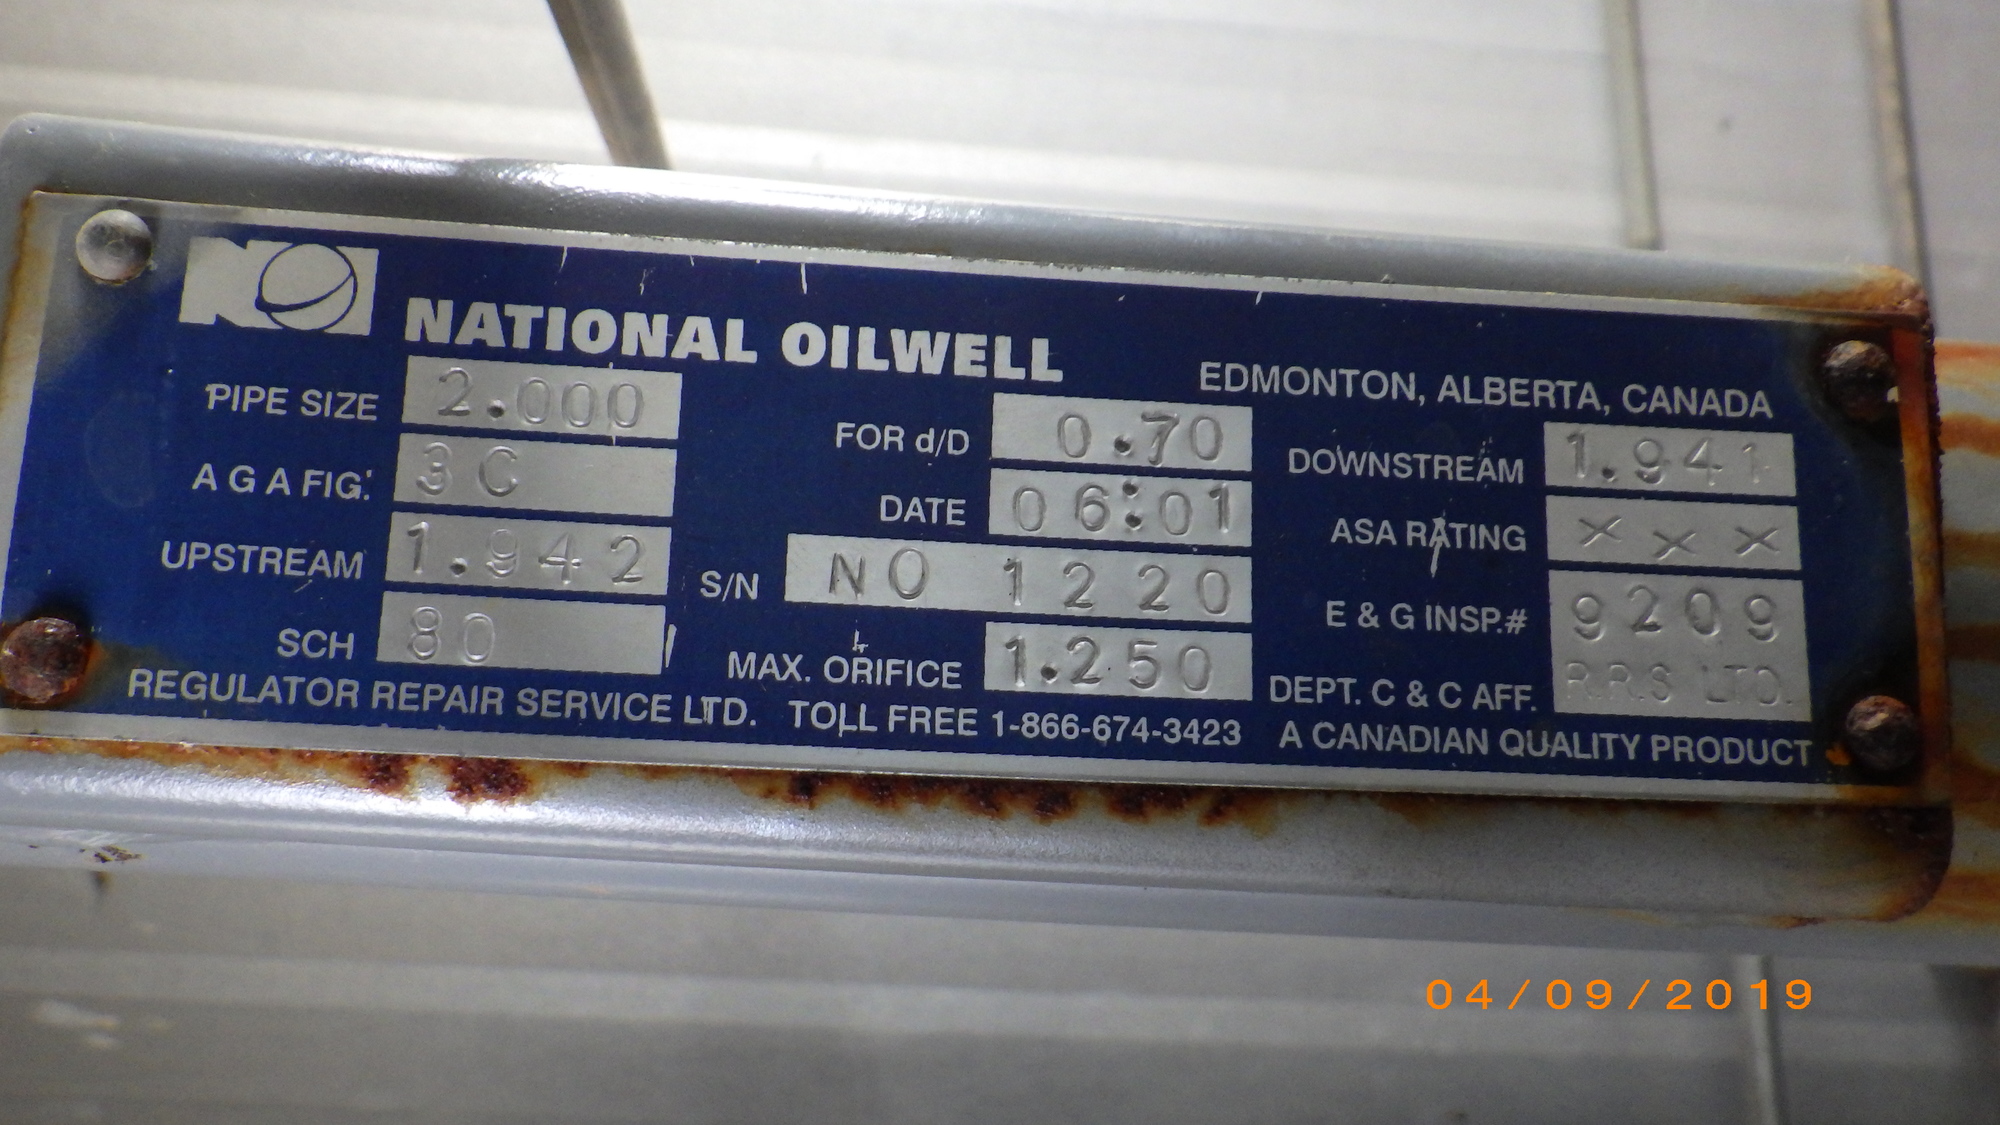 NOI NATIONAL OILWELL
EDMONTON, ALBERTA, CANADA
PIPE SIZE 2.000
FOR d/D 0.70
DOWNSTREAM 1.941
A G A FIG. 3C
DATE 06:01
ASA RATING XXX
UPSTREAM 1.942
S/N NO 1220
E & G INSP.# 9209
SCH 80
MAX. ORIFICE 1.250
DEPT. C & C AFF. R.R.S LTD.
REGULATOR REPAIR SERVICE LTD. TOLL FREE 1-866-674-3423 A CANADIAN QUALITY PRODUCT
04/09/2019